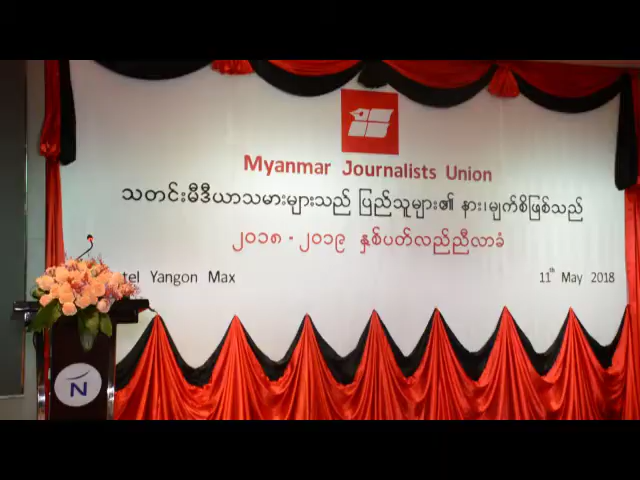 Myanmar Journalists Union
သတင်းမီဒီယာသမားများသည် ပြည်သူများ၏ နား၊မျက်စိဖြစ်သည်
၂၀၁၈ - ၂၀၁၉ နှစ်ပတ်လည်ညီလာခံ
tel Yangon Max
11th May 2018
N